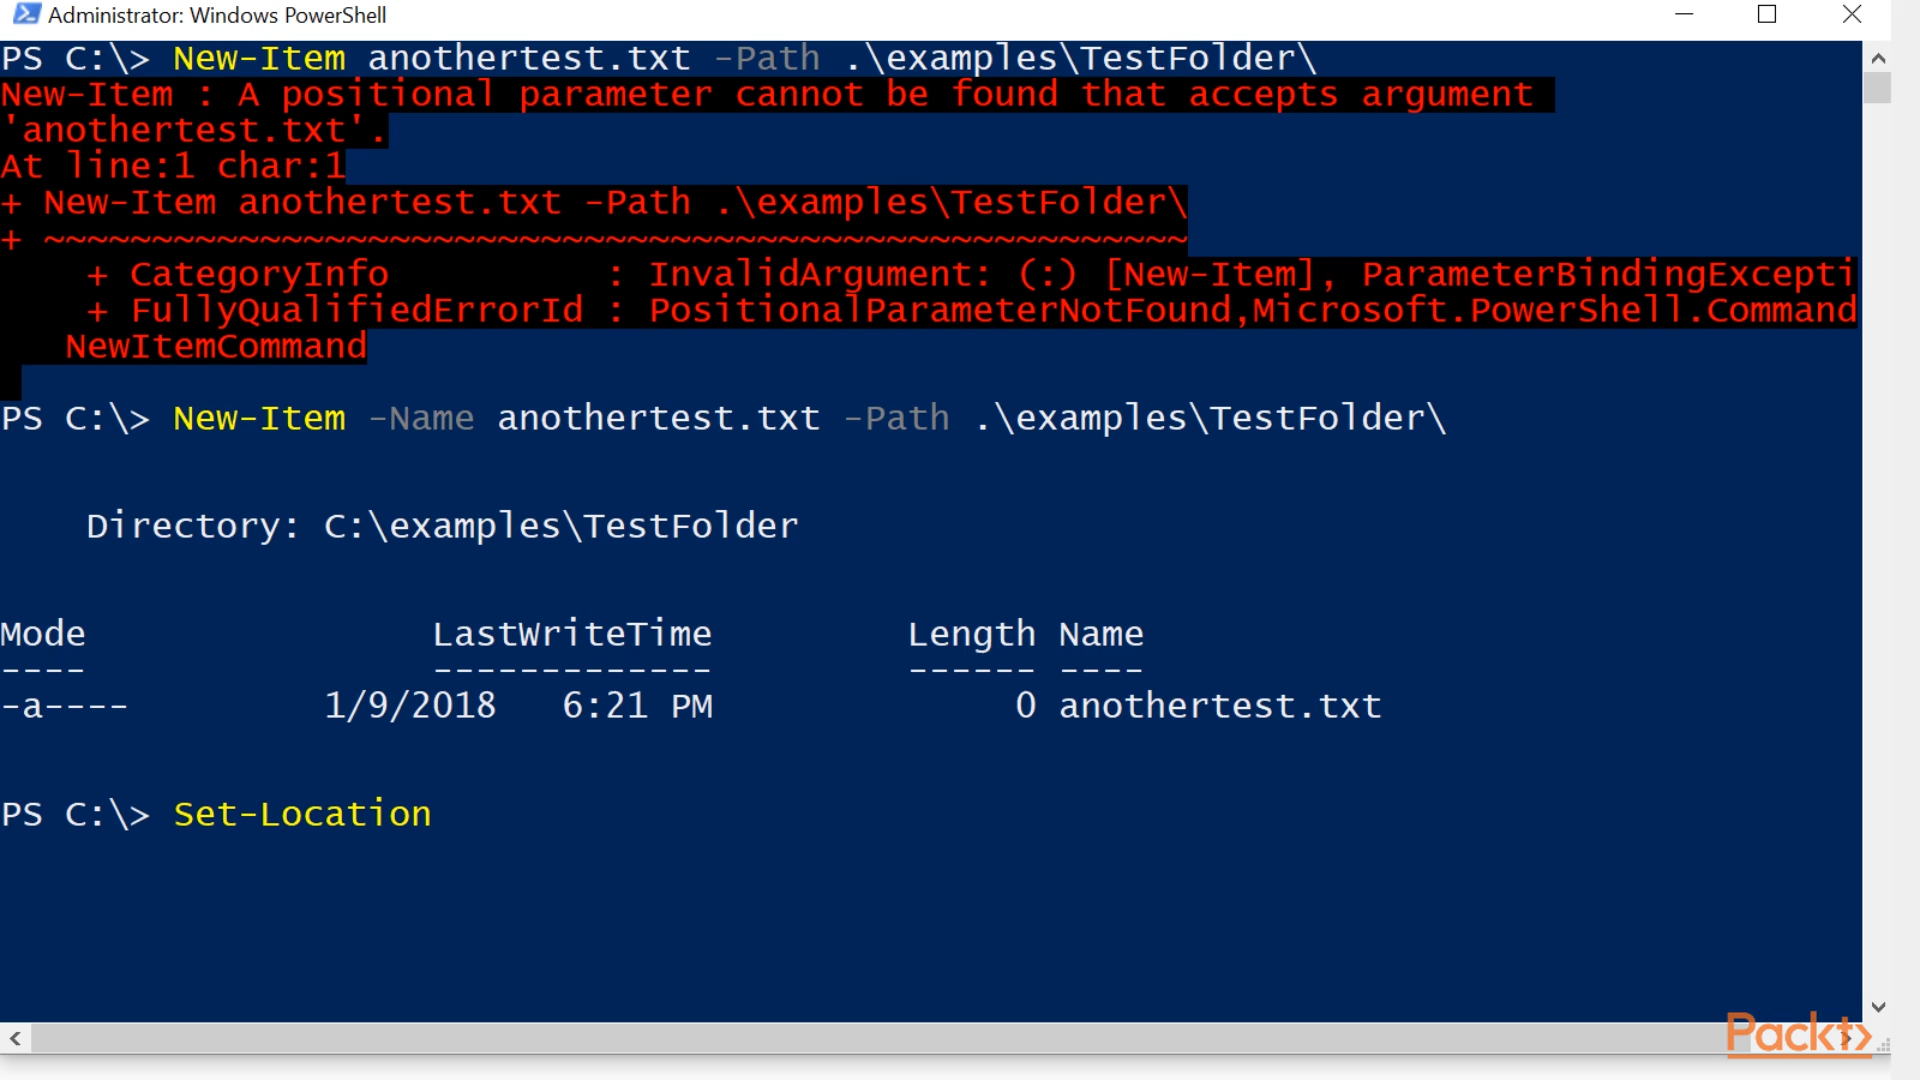 Administrator: Windows PowerShell
PS C:\> New-Item anothertest.txt -Path .\examples\TestFolder\
New-Item : A positional parameter cannot be found that accepts argument
'anothertest.txt'.
At line:1 char:1
+ New-Item anothertest.txt -Path .\examples\TestFolder\
+ ~~~~~~~~~~~~~~~~~~~~~~~~~~~~~~~~~~~~~~~~~~~~~~~~~~~~~
    + CategoryInfo          : InvalidArgument: (:) [New-Item], ParameterBindingExcepti
    + FullyQualifiedErrorId : PositionalParameterNotFound,Microsoft.PowerShell.Command
   NewItemCommand
PS C:\> New-Item -Name anothertest.txt -Path .\examples\TestFolder\
    Directory: C:\examples\TestFolder
Mode                LastWriteTime         Length Name
----                -------------         ------ ----
-a----         1/9/2018   6:21 PM              0 anothertest.txt
PS C:\> Set-Location
Packt>